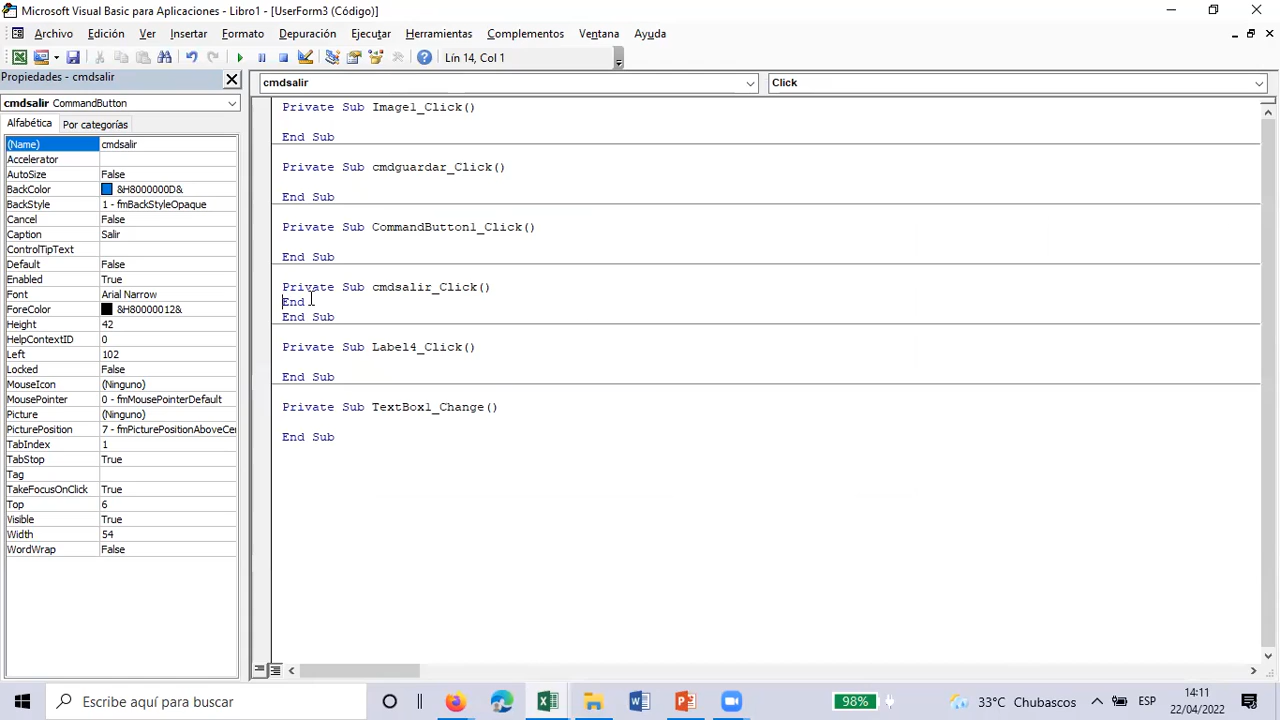 Microsoft Visual Basic para Aplicaciones - Libro1 - [UserForm3 (Código)]
Archivo Edición Ver Insertar Formato Depuración Ejecutar Herramientas Complementos Ventana Ayuda
Lín 14, Col 1
Propiedades - cmdsalir
cmdsalir CommandButton
Alfabética Por categorías
(Name) cmdsalir
Accelerator
AutoSize False
BackColor &H8000000D&
BackStyle 1 - fmBackStyleOpaque
Cancel False
Caption Salir
ControlTipText
Default False
Enabled True
Font Arial Narrow
ForeColor &H80000012&
Height 42
HelpContextID 0
Left 102
Locked False
MouseIcon (Ninguno)
MousePointer 0 - fmMousePointerDefault
Picture (Ninguno)
PicturePosition 7 - fmPicturePositionAboveCer
TabIndex 1
TabStop True
Tag
TakeFocusOnClick True
Top 6
Visible True
Width 54
WordWrap False
cmdsalir Click
Private Sub Image1_Click()
End Sub
Private Sub cmdguardar_Click()
End Sub
Private Sub CommandButton1_Click()
End Sub
Private Sub cmdsalir_Click()
End
End Sub
Private Sub Label4_Click()
End Sub
Private Sub TextBox1_Change()
End Sub
Escribe aquí para buscar
98%
33°C Chubascos
ESP
14:11
22/04/2022